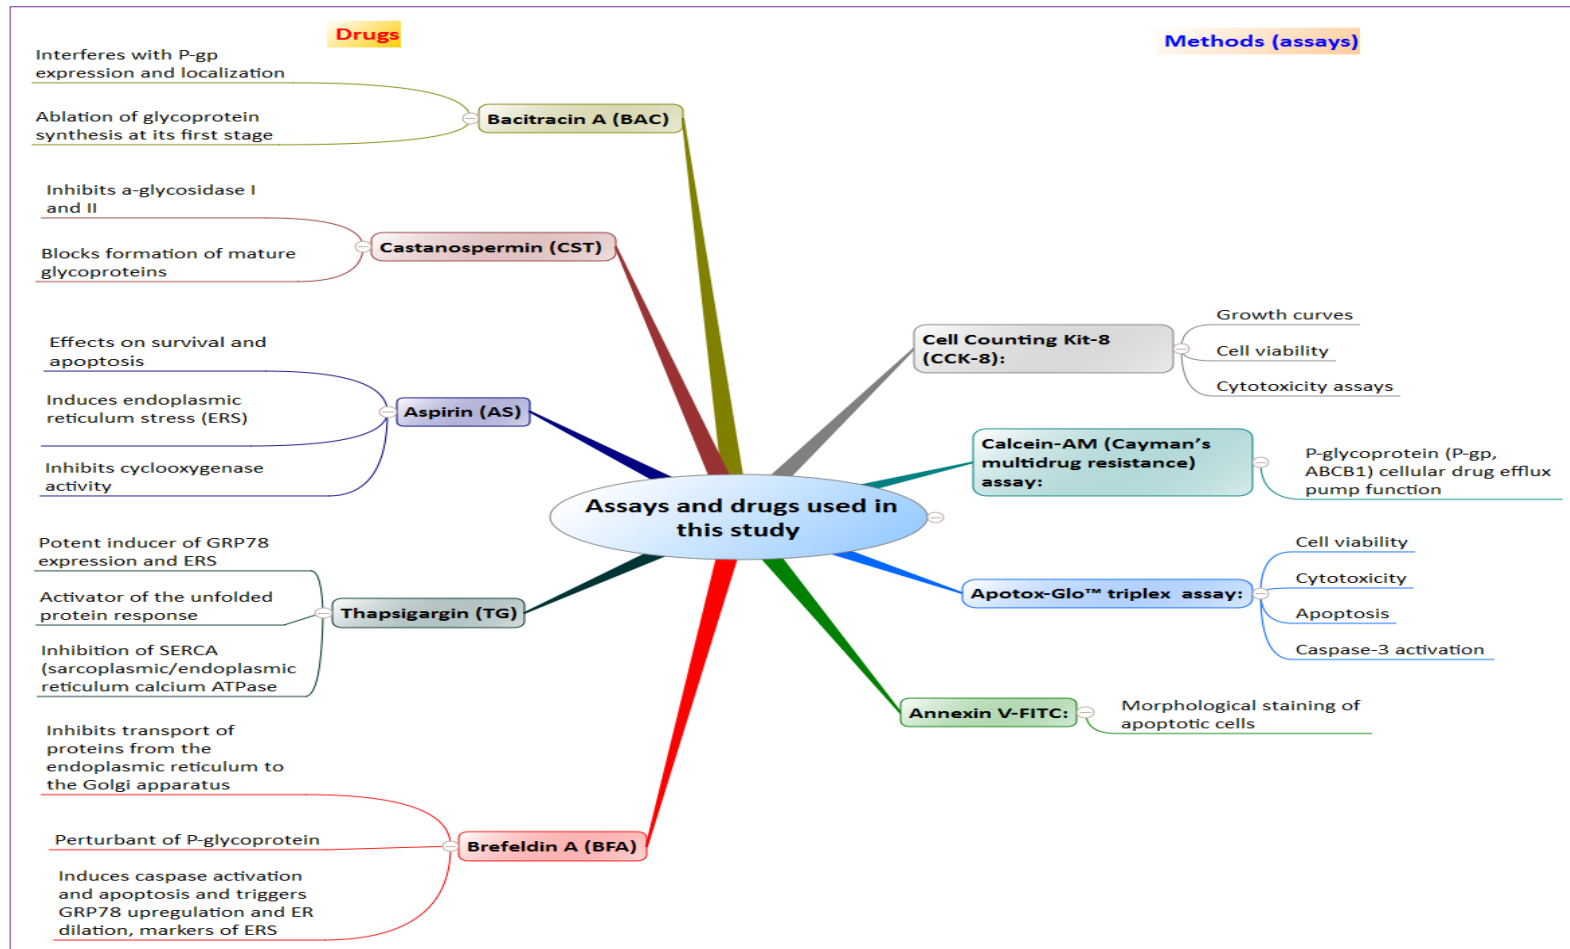 Drugs
Interferes with P-gp
expression and localization
Ablation of glycoprotein
synthesis at its first stage
Bacitracin A (BAC)
Inhibits a-glycosidase I
and II
Blocks formation of mature
glycoproteins
Castanospermin (CST)
Effects on survival and
apoptosis
Induces endoplasmic
reticulum stress (ERS)
Inhibits cyclooxygenase
activity
Aspirin (AS)
Potent inducer of GRP78
expression and ERS
Activator of the unfolded
protein response
Inhibition of SERCA
(sarcoplasmic/endoplasmic
reticulum calcium ATPase
Thapsigargin (TG)
Inhibits transport of
proteins from the
endoplasmic reticulum to
the Golgi apparatus
Perturbant of P-glycoprotein
Induces caspase activation
and apoptosis and triggers
GRP78 upregulation and ER
dilation, markers of ERS
Brefeldin A (BFA)
Assays and drugs used in
this study
Methods (assays)
Cell Counting Kit-8
(CCK-8):
Growth curves
Cell viability
Cytotoxicity assays
Calcein-AM (Cayman’s
multidrug resistance)
assay:
P-glycoprotein (P-gp,
ABCB1) cellular drug efflux
pump function
Apotox-Glo™ triplex assay:
Cell viability
Cytotoxicity
Apoptosis
Caspase-3 activation
Annexin V-FITC:
Morphological staining of
apoptotic cells